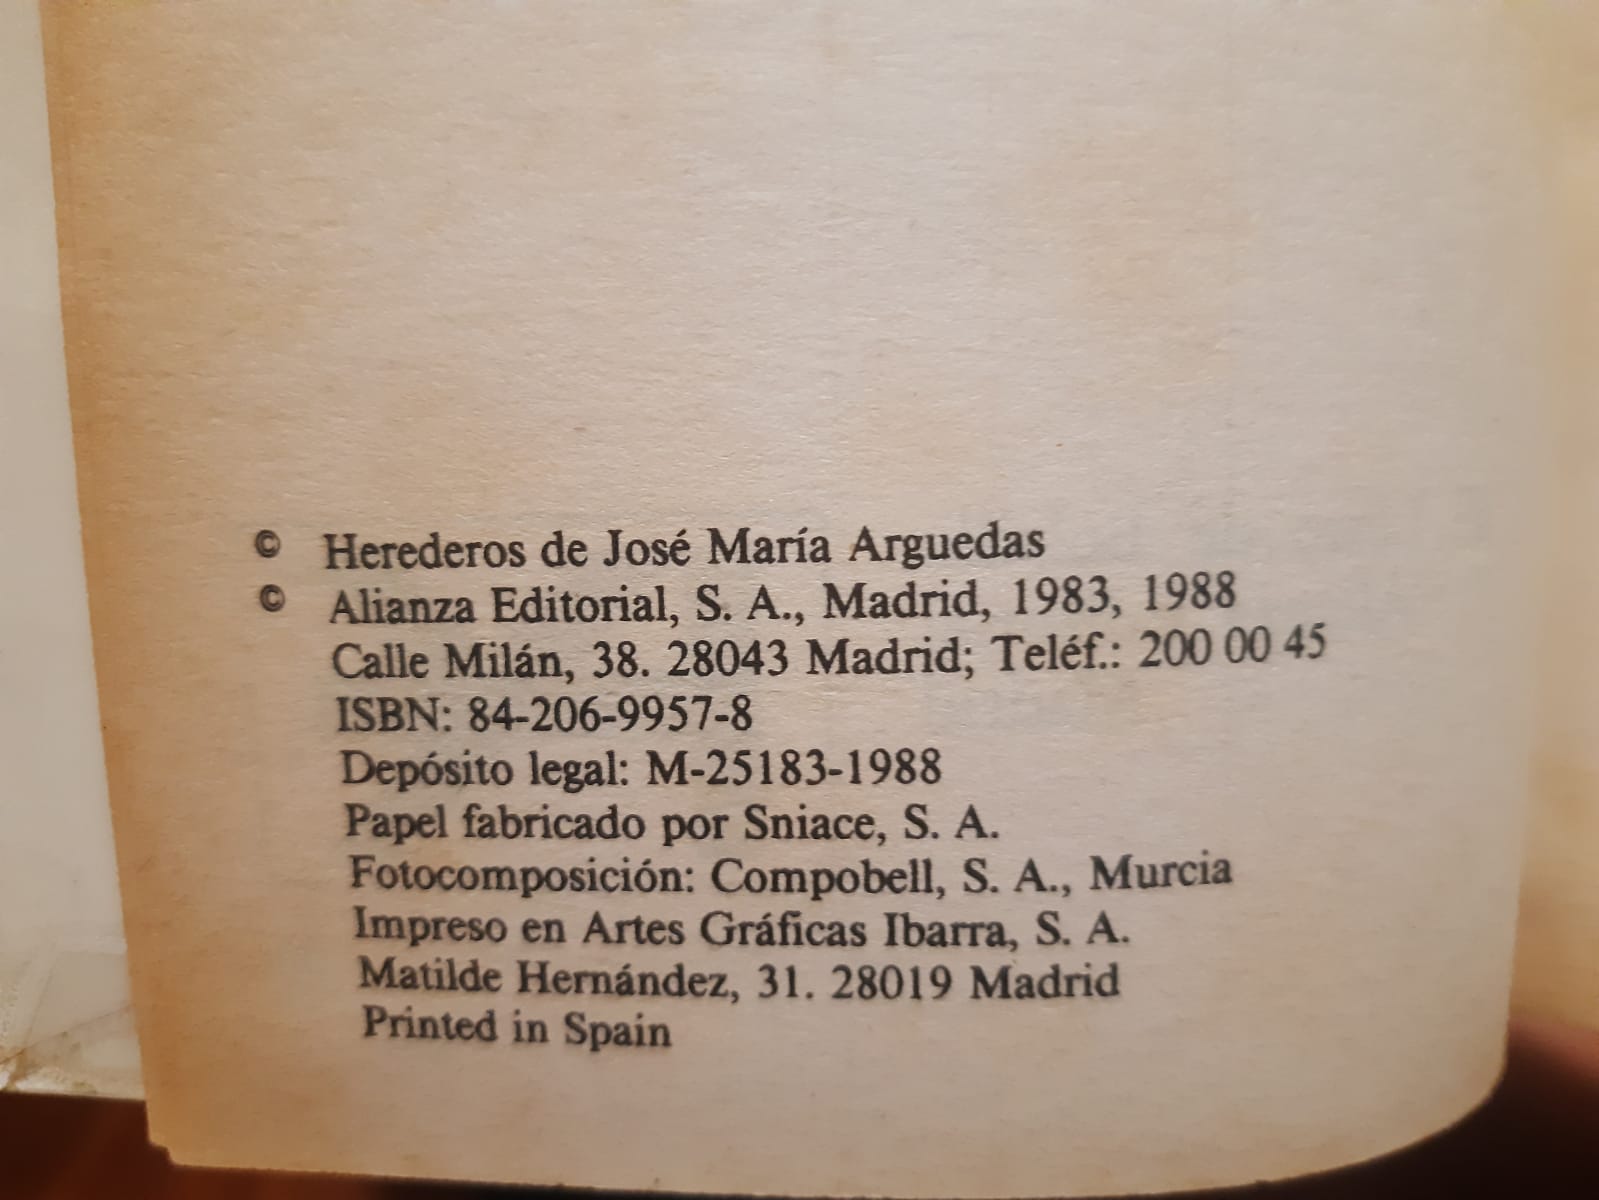 © Herederos de José María Arguedas
© Alianza Editorial, S. A., Madrid, 1983, 1988
Calle Milán, 38. 28043 Madrid; Teléf.: 200 00 45
ISBN: 84-206-9957-8
Depósito legal: M-25183-1988
Papel fabricado por Sniace, S. A.
Fotocomposición: Compobell, S. A., Murcia
Impreso en Artes Gráficas Ibarra, S. A.
Matilde Hernández, 31. 28019 Madrid
Printed in Spain